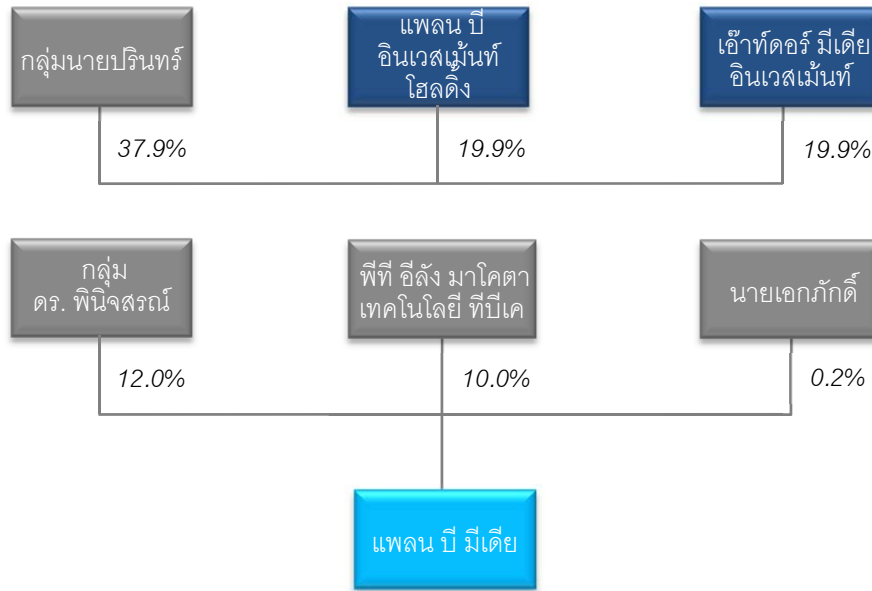 กลุ่มนายปรินทร์
แพลน บี
อินเวสเม้นท์
โฮลดิ้ง
เอ๊าท์ดอร์ มีเดีย
อินเวสเม้นท์
37.9%
19.9%
19.9%
กลุ่ม
ดร. พินิจสรณ์
พีที อีลัง มาโคตา
เทคโนโลยี ทีบีเค
นายเอกภักดิ์
12.0%
10.0%
0.2%
แพลน บี มีเดีย